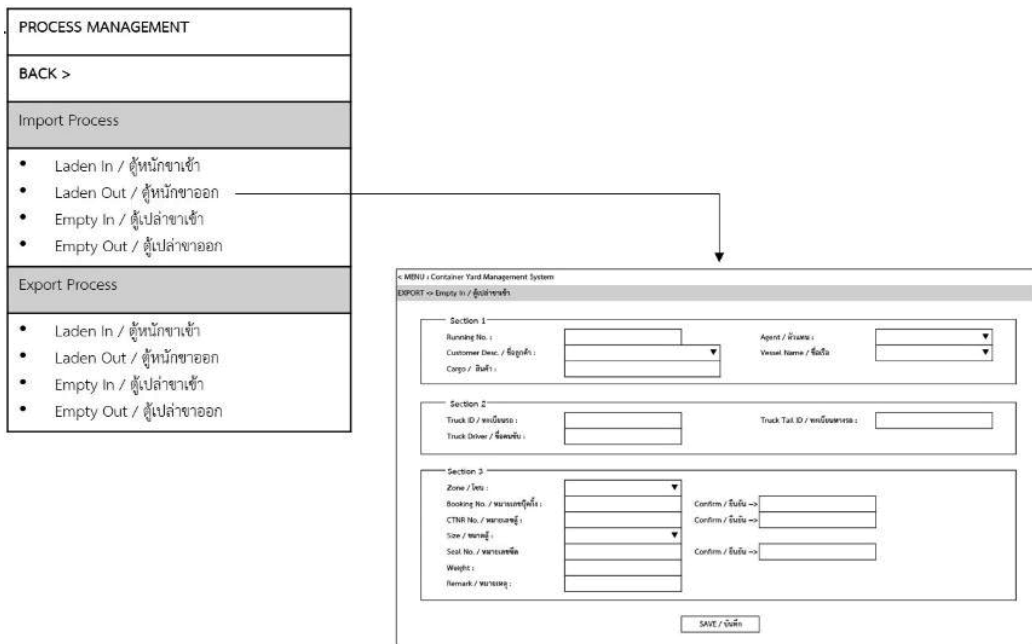 PROCESS MANAGEMENT
BACK >
Import Process
• Laden In / ตู้หนักขาเข้า
• Laden Out / ตู้หนักขาออก
• Empty In / ตู้เปล่าขาเข้า
• Empty Out / ตู้เปล่าขาออก
Export Process
• Laden In / ตู้หนักขาเข้า
• Laden Out / ตู้หนักขาออก
• Empty In / ตู้เปล่าขาเข้า
• Empty Out / ตู้เปล่าขาออก
< MENU : Container Yard Management System
EXPORT => Empty In / ตู้เปล่าขาเข้า
Section 1
Running No. :
Agent / ตัวแทน :
Customer Desc. / ชื่อลูกค้า :
Vessel Name / ชื่อเรือ
Cargo / สินค้า :
Section 2
Truck ID / ทะเบียนรถ :
Truck Tail ID / ทะเบียนหางรถ :
Truck Driver / ชื่อคนขับ :
Section 3
Zone / โซน :
Booking No. / หมายเลขบุ๊คกิ้ง :
Confirm / ยืนยัน -->
CTNR No. / หมายเลขตู้ :
Confirm / ยืนยัน -->
Size / ขนาดตู้ :
Seal No. / หมายเลขซีล
Confirm / ยืนยัน -->
Weight :
Remark / หมายเหตุ :
SAVE / บันทึก